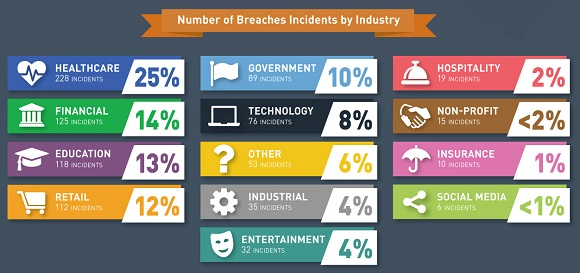 Number of Breaches Incidents by Industry
HEALTHCARE
228 INCIDENTS
25%
FINANCIAL
125 INCIDENTS
14%
EDUCATION
118 INCIDENTS
13%
RETAIL
112 INCIDENTS
12%
GOVERNMENT
89 INCIDENTS
10%
TECHNOLOGY
76 INCIDENTS
8%
OTHER
53 INCIDENTS
6%
INDUSTRIAL
35 INCIDENTS
4%
ENTERTAINMENT
32 INCIDENTS
4%
HOSPITALITY
19 INCIDENTS
2%
NON-PROFIT
15 INCIDENTS
<2%
INSURANCE
10 INCIDENTS
1%
SOCIAL MEDIA
6 INCIDENTS
<1%